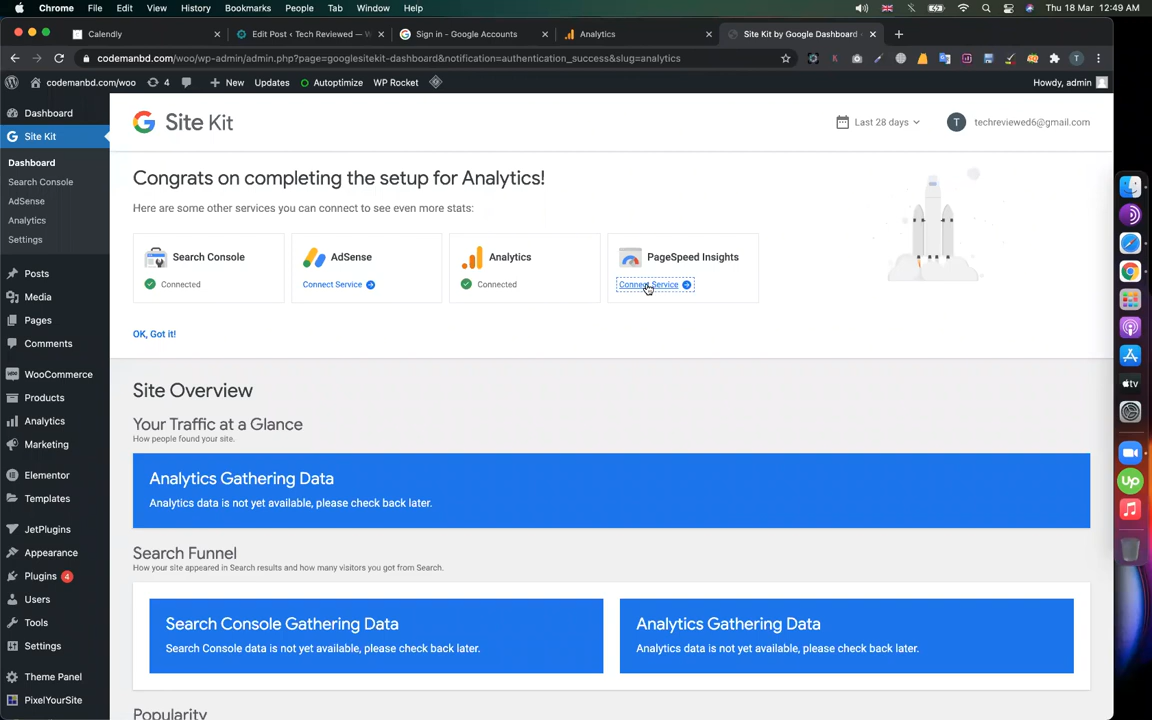 Chrome File Edit View History Bookmarks People Tab Window Help Thu 18 Mar 12:49 AM
Calendly Edit Post ‹ Tech Reviewed — W Sign in - Google Accounts Analytics Site Kit by Google Dashboard
codemanbd.com/woo/wp-admin/admin.php?page=googlesitekit-dashboard&notification=authentication_success&slug=analytics
codemanbd.com/woo 4 New Updates Autoptimize WP Rocket Howdy, admin
Dashboard
Site Kit
Dashboard
Search Console
AdSense
Analytics
Settings
Posts
Media
Pages
Comments
WooCommerce
Products
Analytics
Marketing
Elementor
Templates
JetPlugins
Appearance
Plugins 4
Users
Tools
Settings
Theme Panel
PixelYourSite
Site Kit
Last 28 days
T techreviewed6@gmail.com
Congrats on completing the setup for Analytics!
Here are some other services you can connect to see even more stats:
Search Console
Connected
AdSense
Connect Service
Analytics
Connected
PageSpeed Insights
Connect Service
OK, Got it!
Site Overview
Your Traffic at a Glance
How people found your site.
Analytics Gathering Data
Analytics data is not yet available, please check back later.
Search Funnel
How your site appeared in Search results and how many visitors you got from Search.
Search Console Gathering Data
Search Console data is not yet available, please check back later.
Analytics Gathering Data
Analytics data is not yet available, please check back later.
Popularity
tv
Up